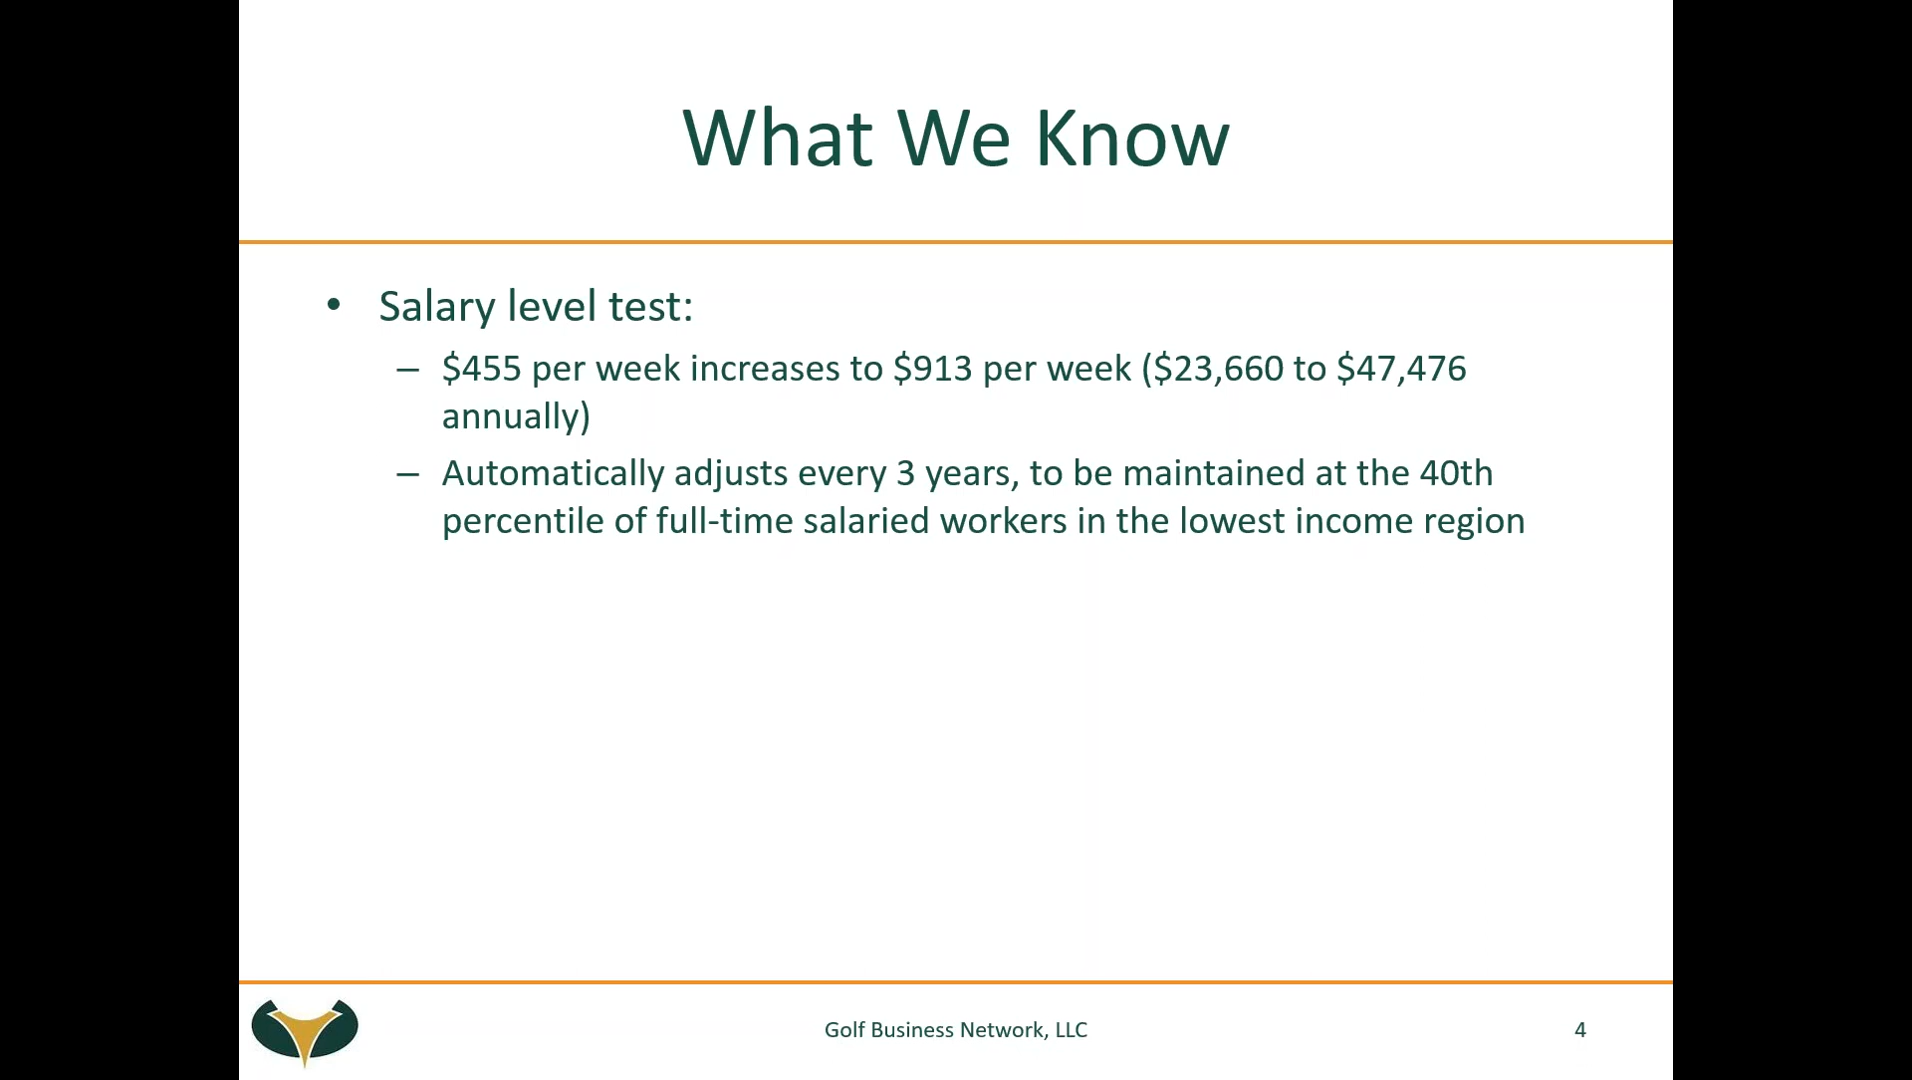 What We Know
• Salary level test:
– $455 per week increases to $913 per week ($23,660 to $47,476
annually)
– Automatically adjusts every 3 years, to be maintained at the 40th
percentile of full-time salaried workers in the lowest income region
Golf Business Network, LLC
4